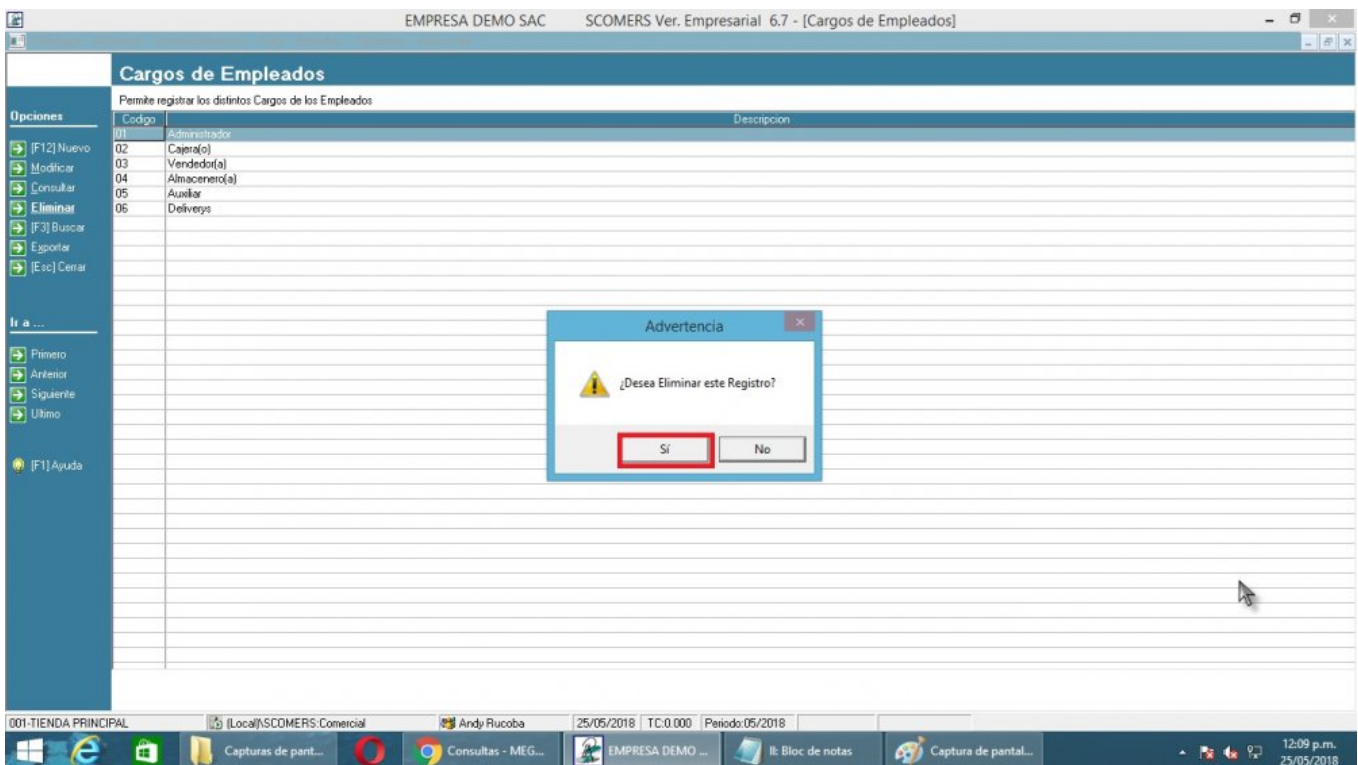 EMPRESA DEMO SAC SCOMERS Ver. Empresarial 6.7 - [Cargos de Empleados]
Cargos de Empleados
Permite registrar los distintos Cargos de los Empleados
Opciones
[F12] Nuevo
Modificar
Consultar
Eliminar
[F3] Buscar
Exportar
[Esc] Cerrar
Ir a ...
Primero
Anterior
Siguiente
Ultimo
[F1] Ayuda
Codigo Descripcion
01 Administrador
02 Cajera(o)
03 Vendedor(a)
04 Almacenero(a)
05 Auxiliar
06 Deliverys
Advertencia
¿Desea Eliminar este Registro?
Sí No
001-TIENDA PRINCIPAL (Local)\SCOMERS:Comercial Andy Rucoba 25/05/2018 TC:0.000 Periodo:05/2018
Capturas de pant... Consultas - MEG... EMPRESA DEMO ... II: Bloc de notas Captura de pantal... 12:09 p.m.
25/05/2018